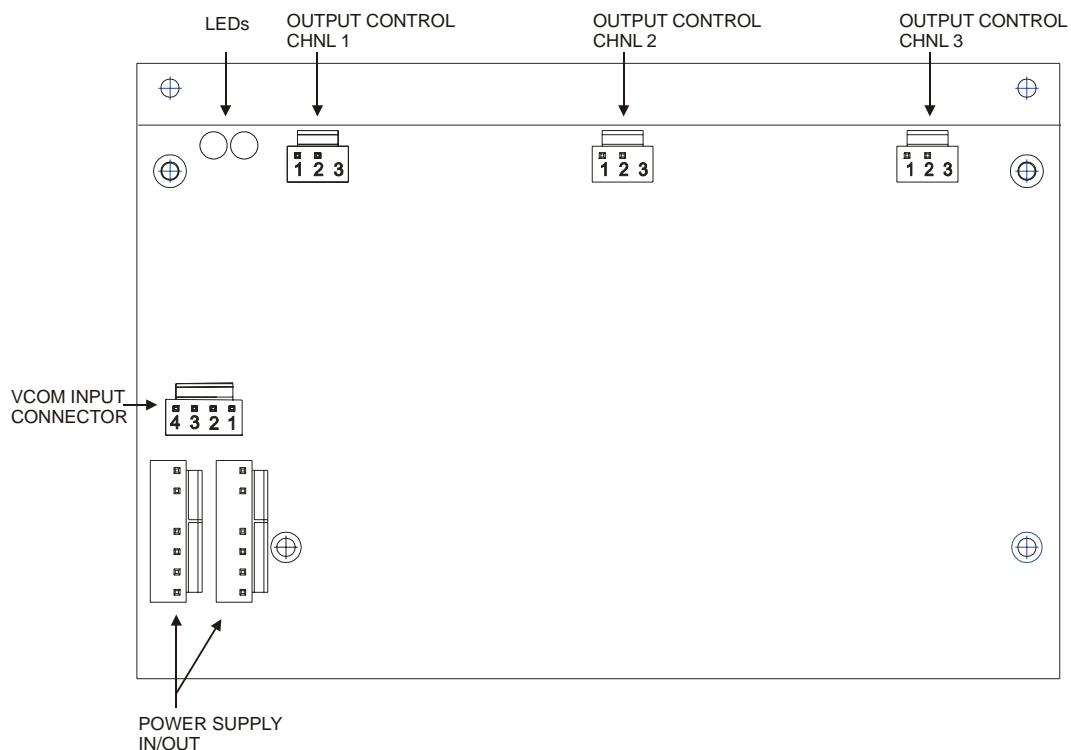 LEDs
OUTPUT CONTROL
CHNL 1
OUTPUT CONTROL
CHNL 2
OUTPUT CONTROL
CHNL 3
1 2 3
1 2 3
1 2 3
VCOM INPUT
CONNECTOR
4 3 2 1
POWER SUPPLY
IN/OUT